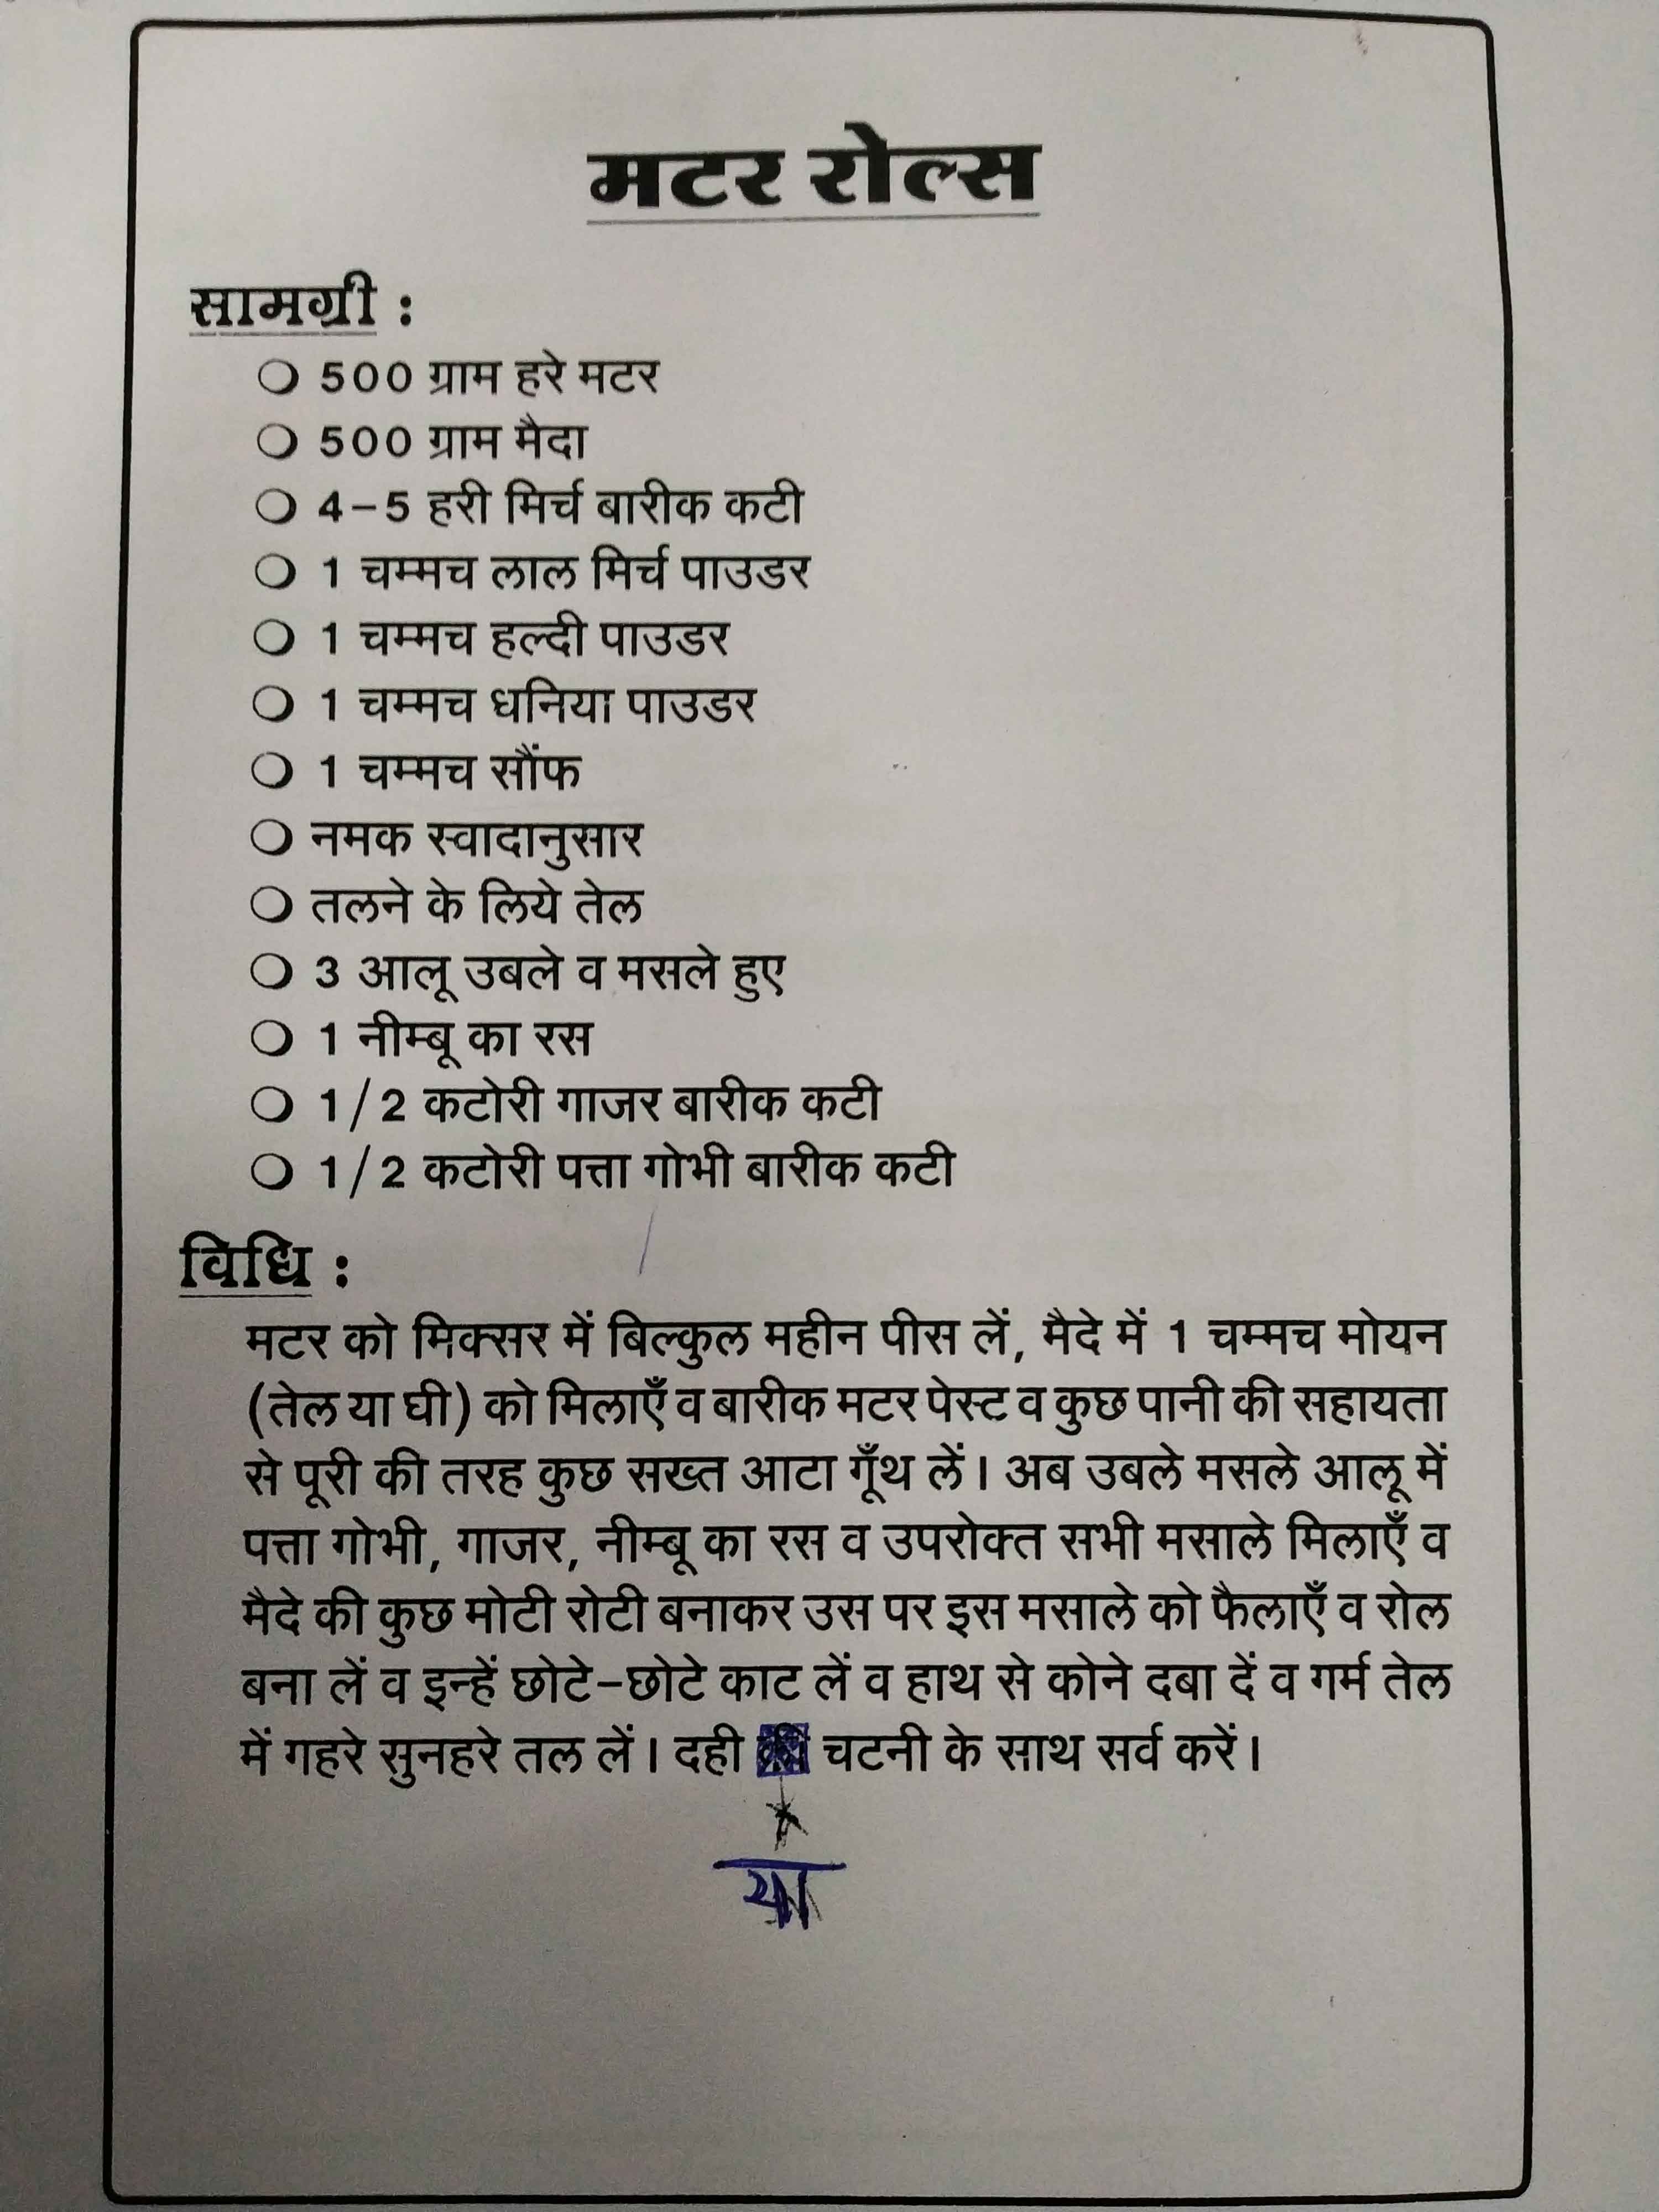 मटर रोल्स
सामग्री :
❍ 500 ग्राम हरे मटर
❍ 500 ग्राम मैदा
❍ 4-5 हरी मिर्च बारीक कटी
❍ 1 चम्मच लाल मिर्च पाउडर
❍ 1 चम्मच हल्दी पाउडर
❍ 1 चम्मच धनिया पाउडर
❍ 1 चम्मच सौंफ
❍ नमक स्वादानुसार
❍ तलने के लिये तेल
❍ 3 आलू उबले व मसले हुए
❍ 1 नीम्बू का रस
❍ 1/2 कटोरी गाजर बारीक कटी
❍ 1/2 कटोरी पत्ता गोभी बारीक कटी
विधि :
मटर को मिक्सर में बिल्कुल महीन पीस लें, मैदे में 1 चम्मच मोयन
(तेल या घी) को मिलाएँ व बारीक मटर पेस्ट व कुछ पानी की सहायता
से पूरी की तरह कुछ सख्त आटा गूँथ लें। अब उबले मसले आलू में
पत्ता गोभी, गाजर, नीम्बू का रस व उपरोक्त सभी मसाले मिलाएँ व
मैदे की कुछ मोटी रोटी बनाकर उस पर इस मसाले को फैलाएँ व रोल
बना लें व इन्हें छोटे-छोटे काट लें व हाथ से कोने दबा दें व गर्म तेल
में गहरे सुनहरे तल लें। दही चटनी के साथ सर्व करें।
या